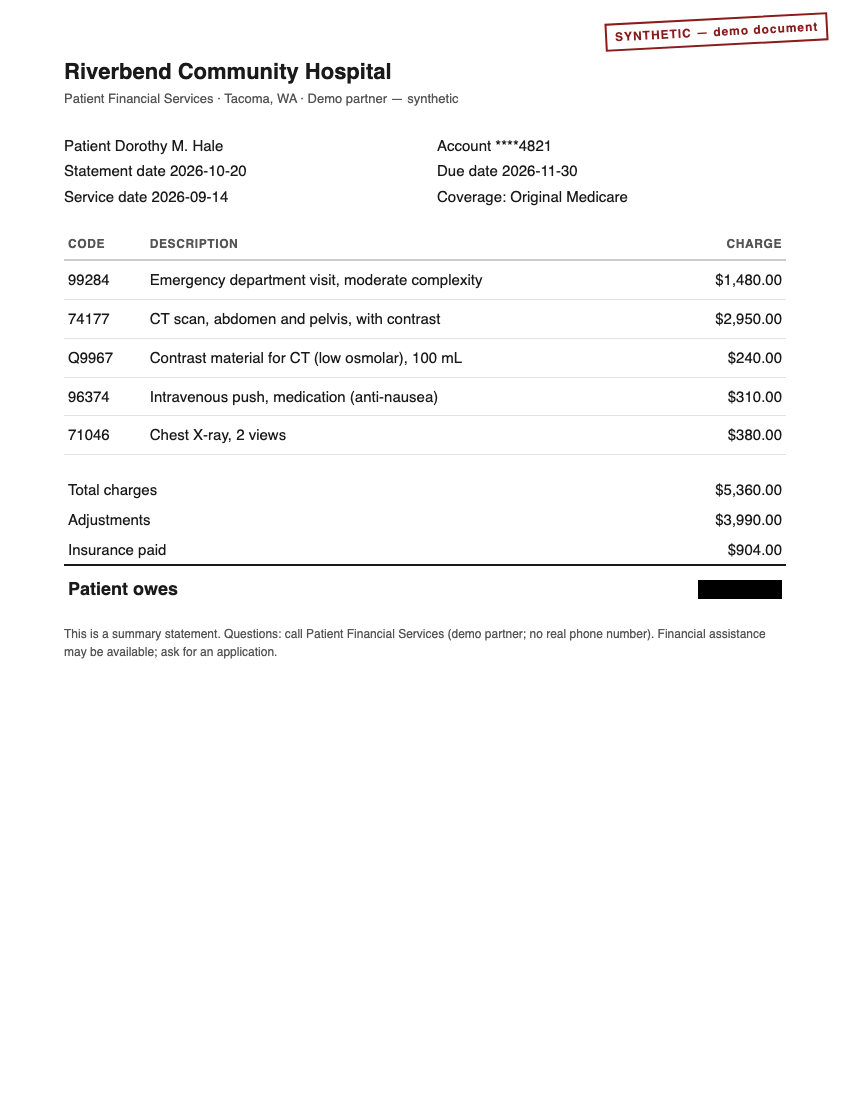 SYNTHETIC — demo document
Riverbend Community Hospital
Patient Financial Services · Tacoma, WA · Demo partner — synthetic
Patient Dorothy M. Hale Account ****4821
Statement date 2026-10-20 Due date 2026-11-30
Service date 2026-09-14 Coverage: Original Medicare
CODE DESCRIPTION CHARGE
99284 Emergency department visit, moderate complexity $1,480.00
74177 CT scan, abdomen and pelvis, with contrast $2,950.00
Q9967 Contrast material for CT (low osmolar), 100 mL $240.00
96374 Intravenous push, medication (anti-nausea) $310.00
71046 Chest X-ray, 2 views $380.00
Total charges $5,360.00
Adjustments $3,990.00
Insurance paid $904.00
Patient owes
This is a summary statement. Questions: call Patient Financial Services (demo partner; no real phone number). Financial assistance
may be available; ask for an application.